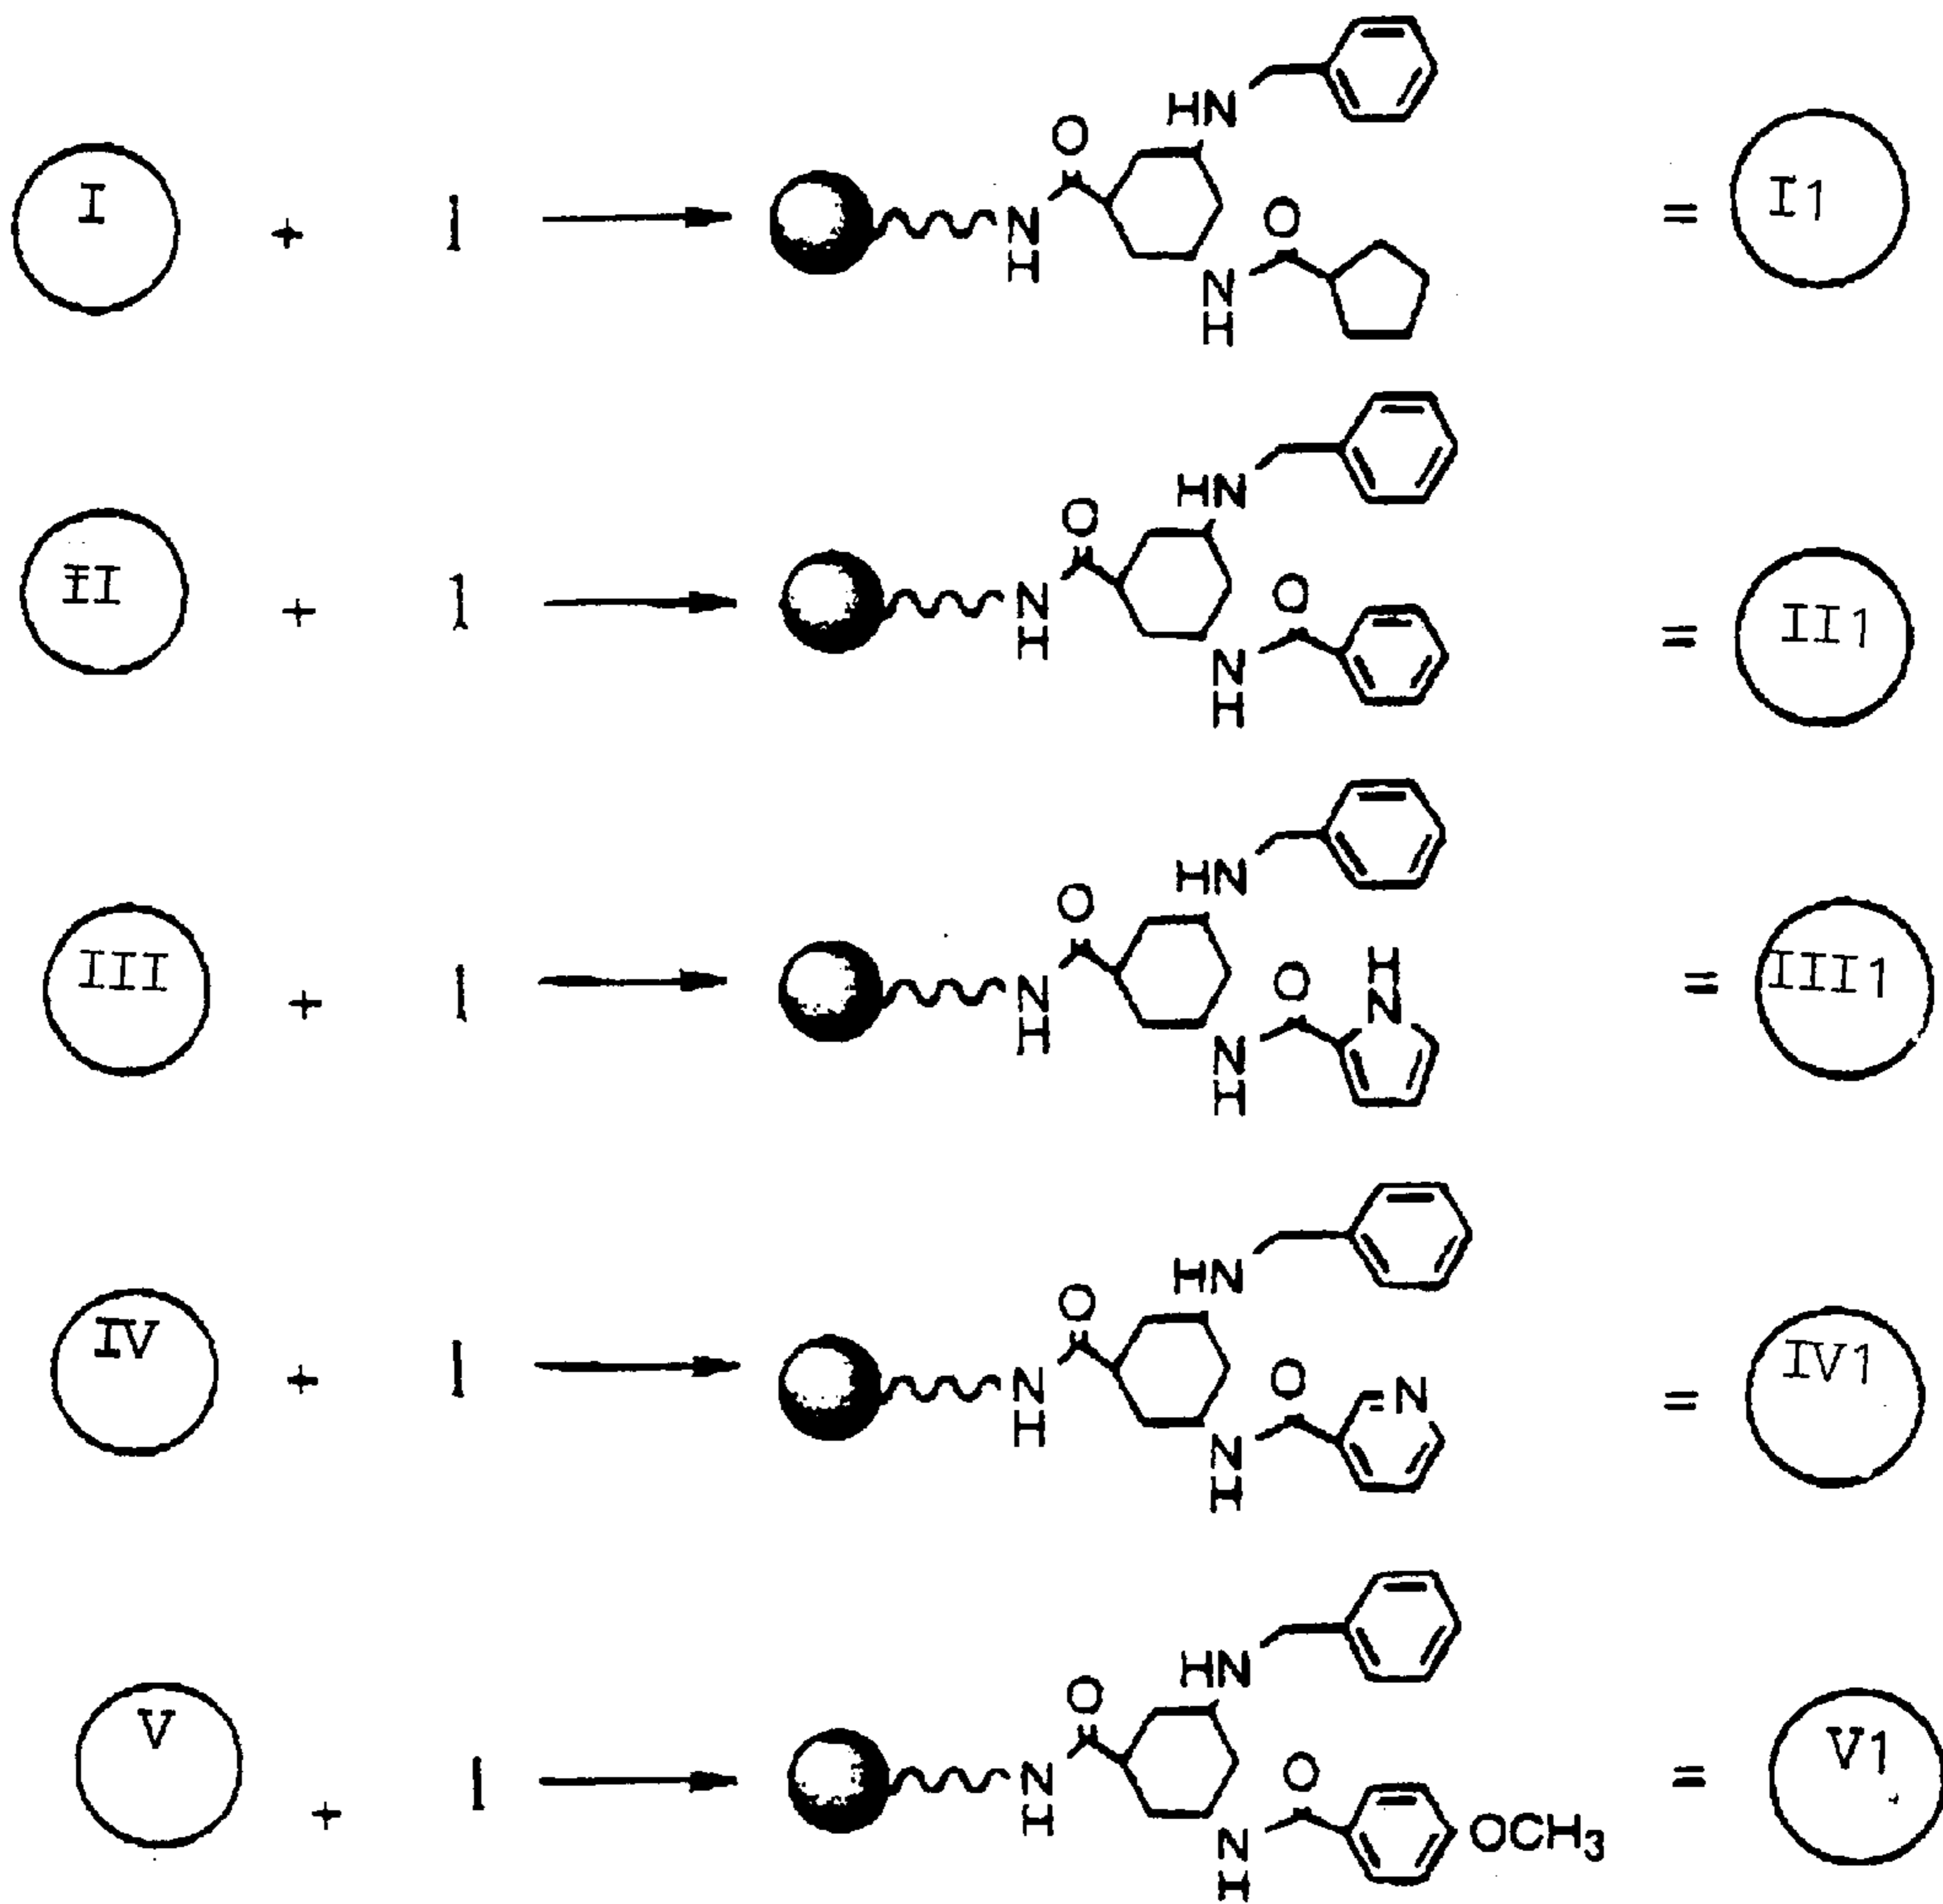 I + 1 HN O N H O N H = I1
II + 1 HN O N H O N H = II1
III + 1 HN O N H O H N N H = III1
IV + 1 HN O N H O N N H = IV1
V + 1 HN O N H O N H OCH3 = V1